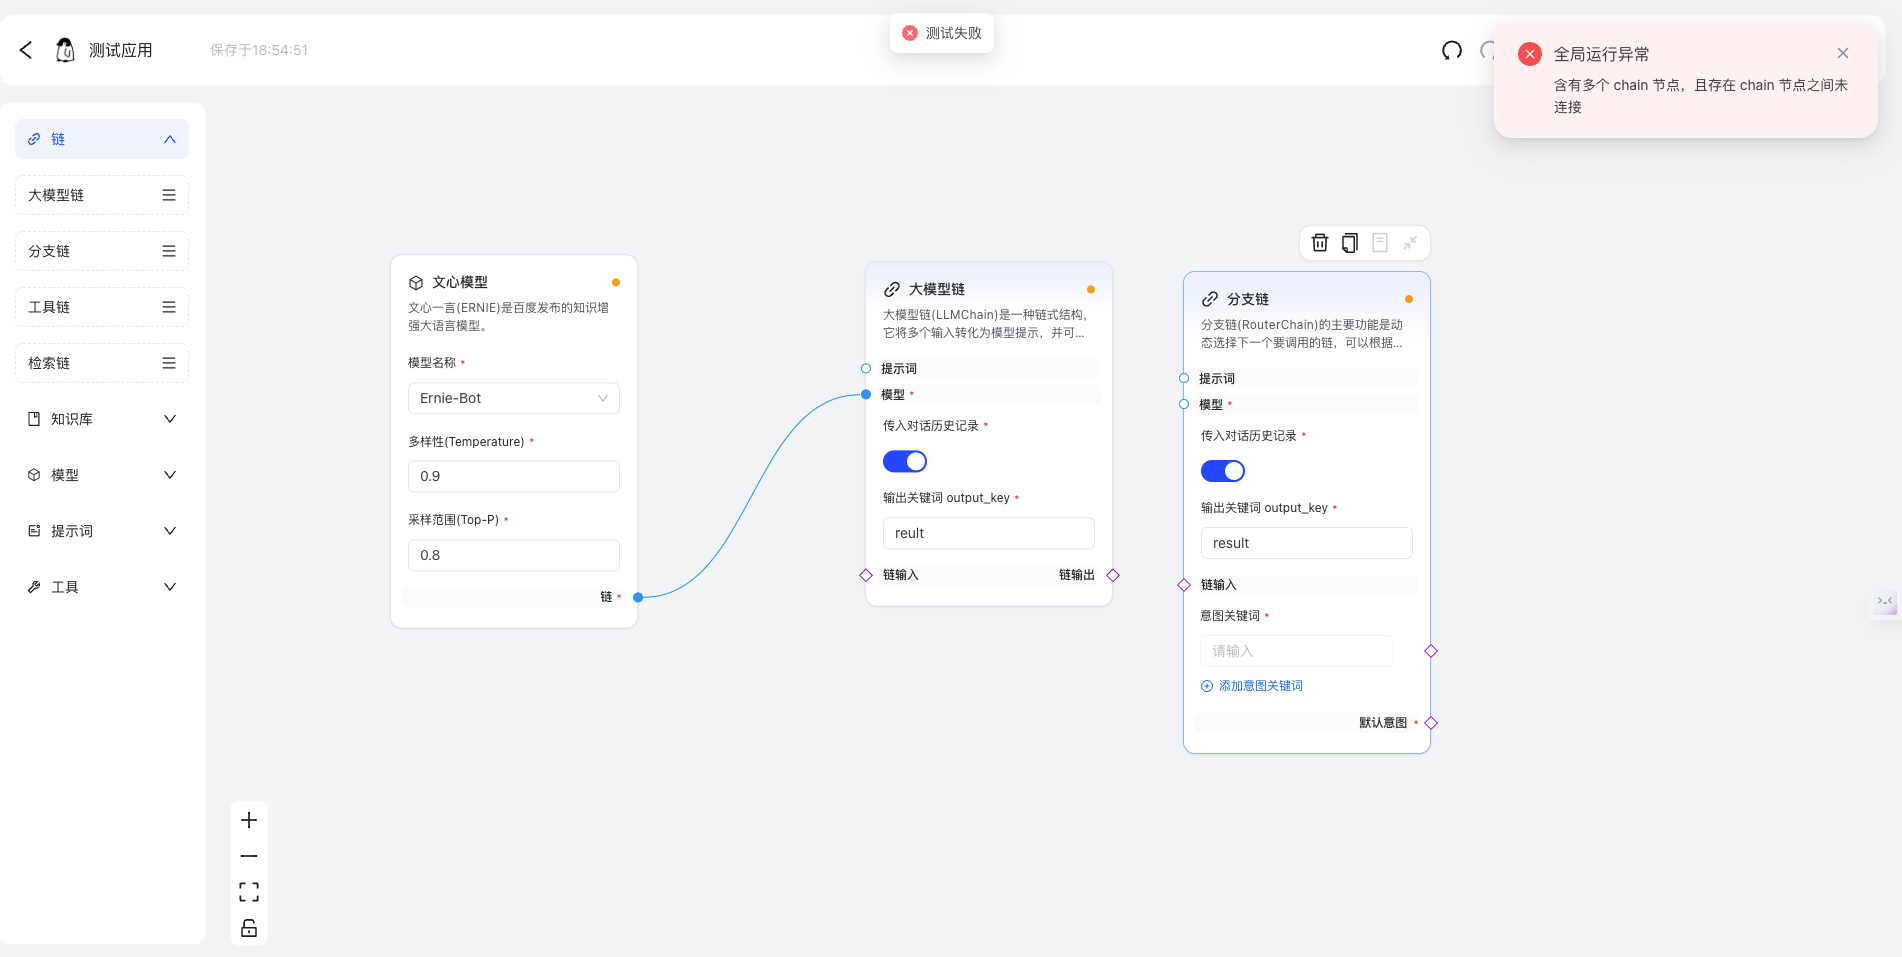 测试应用
保存于18:54:51
测试失败
全局运行异常
含有多个 chain 节点，且存在 chain 节点之间未
连接
链
大模型链
分支链
工具链
检索链
知识库
模型
提示词
工具
文心模型
文心一言(ERNIE)是百度发布的知识增
强大语言模型。
模型名称 *
Ernie-Bot
多样性(Temperature) *
0.9
采样范围(Top-P) *
0.8
链 *
大模型链
大模型链(LLMChain)是一种链式结构，
它将多个输入转化为模型提示，并可...
提示词
模型 *
传入对话历史记录 *
输出关键词 output_key *
reult
链输入 链输出
分支链
分支链(RouterChain)的主要功能是动
态选择下一个要调用的链，可以根据...
提示词
模型 *
传入对话历史记录 *
输出关键词 output_key *
result
链输入
意图关键词 *
请输入
添加意图关键词
默认意图 *